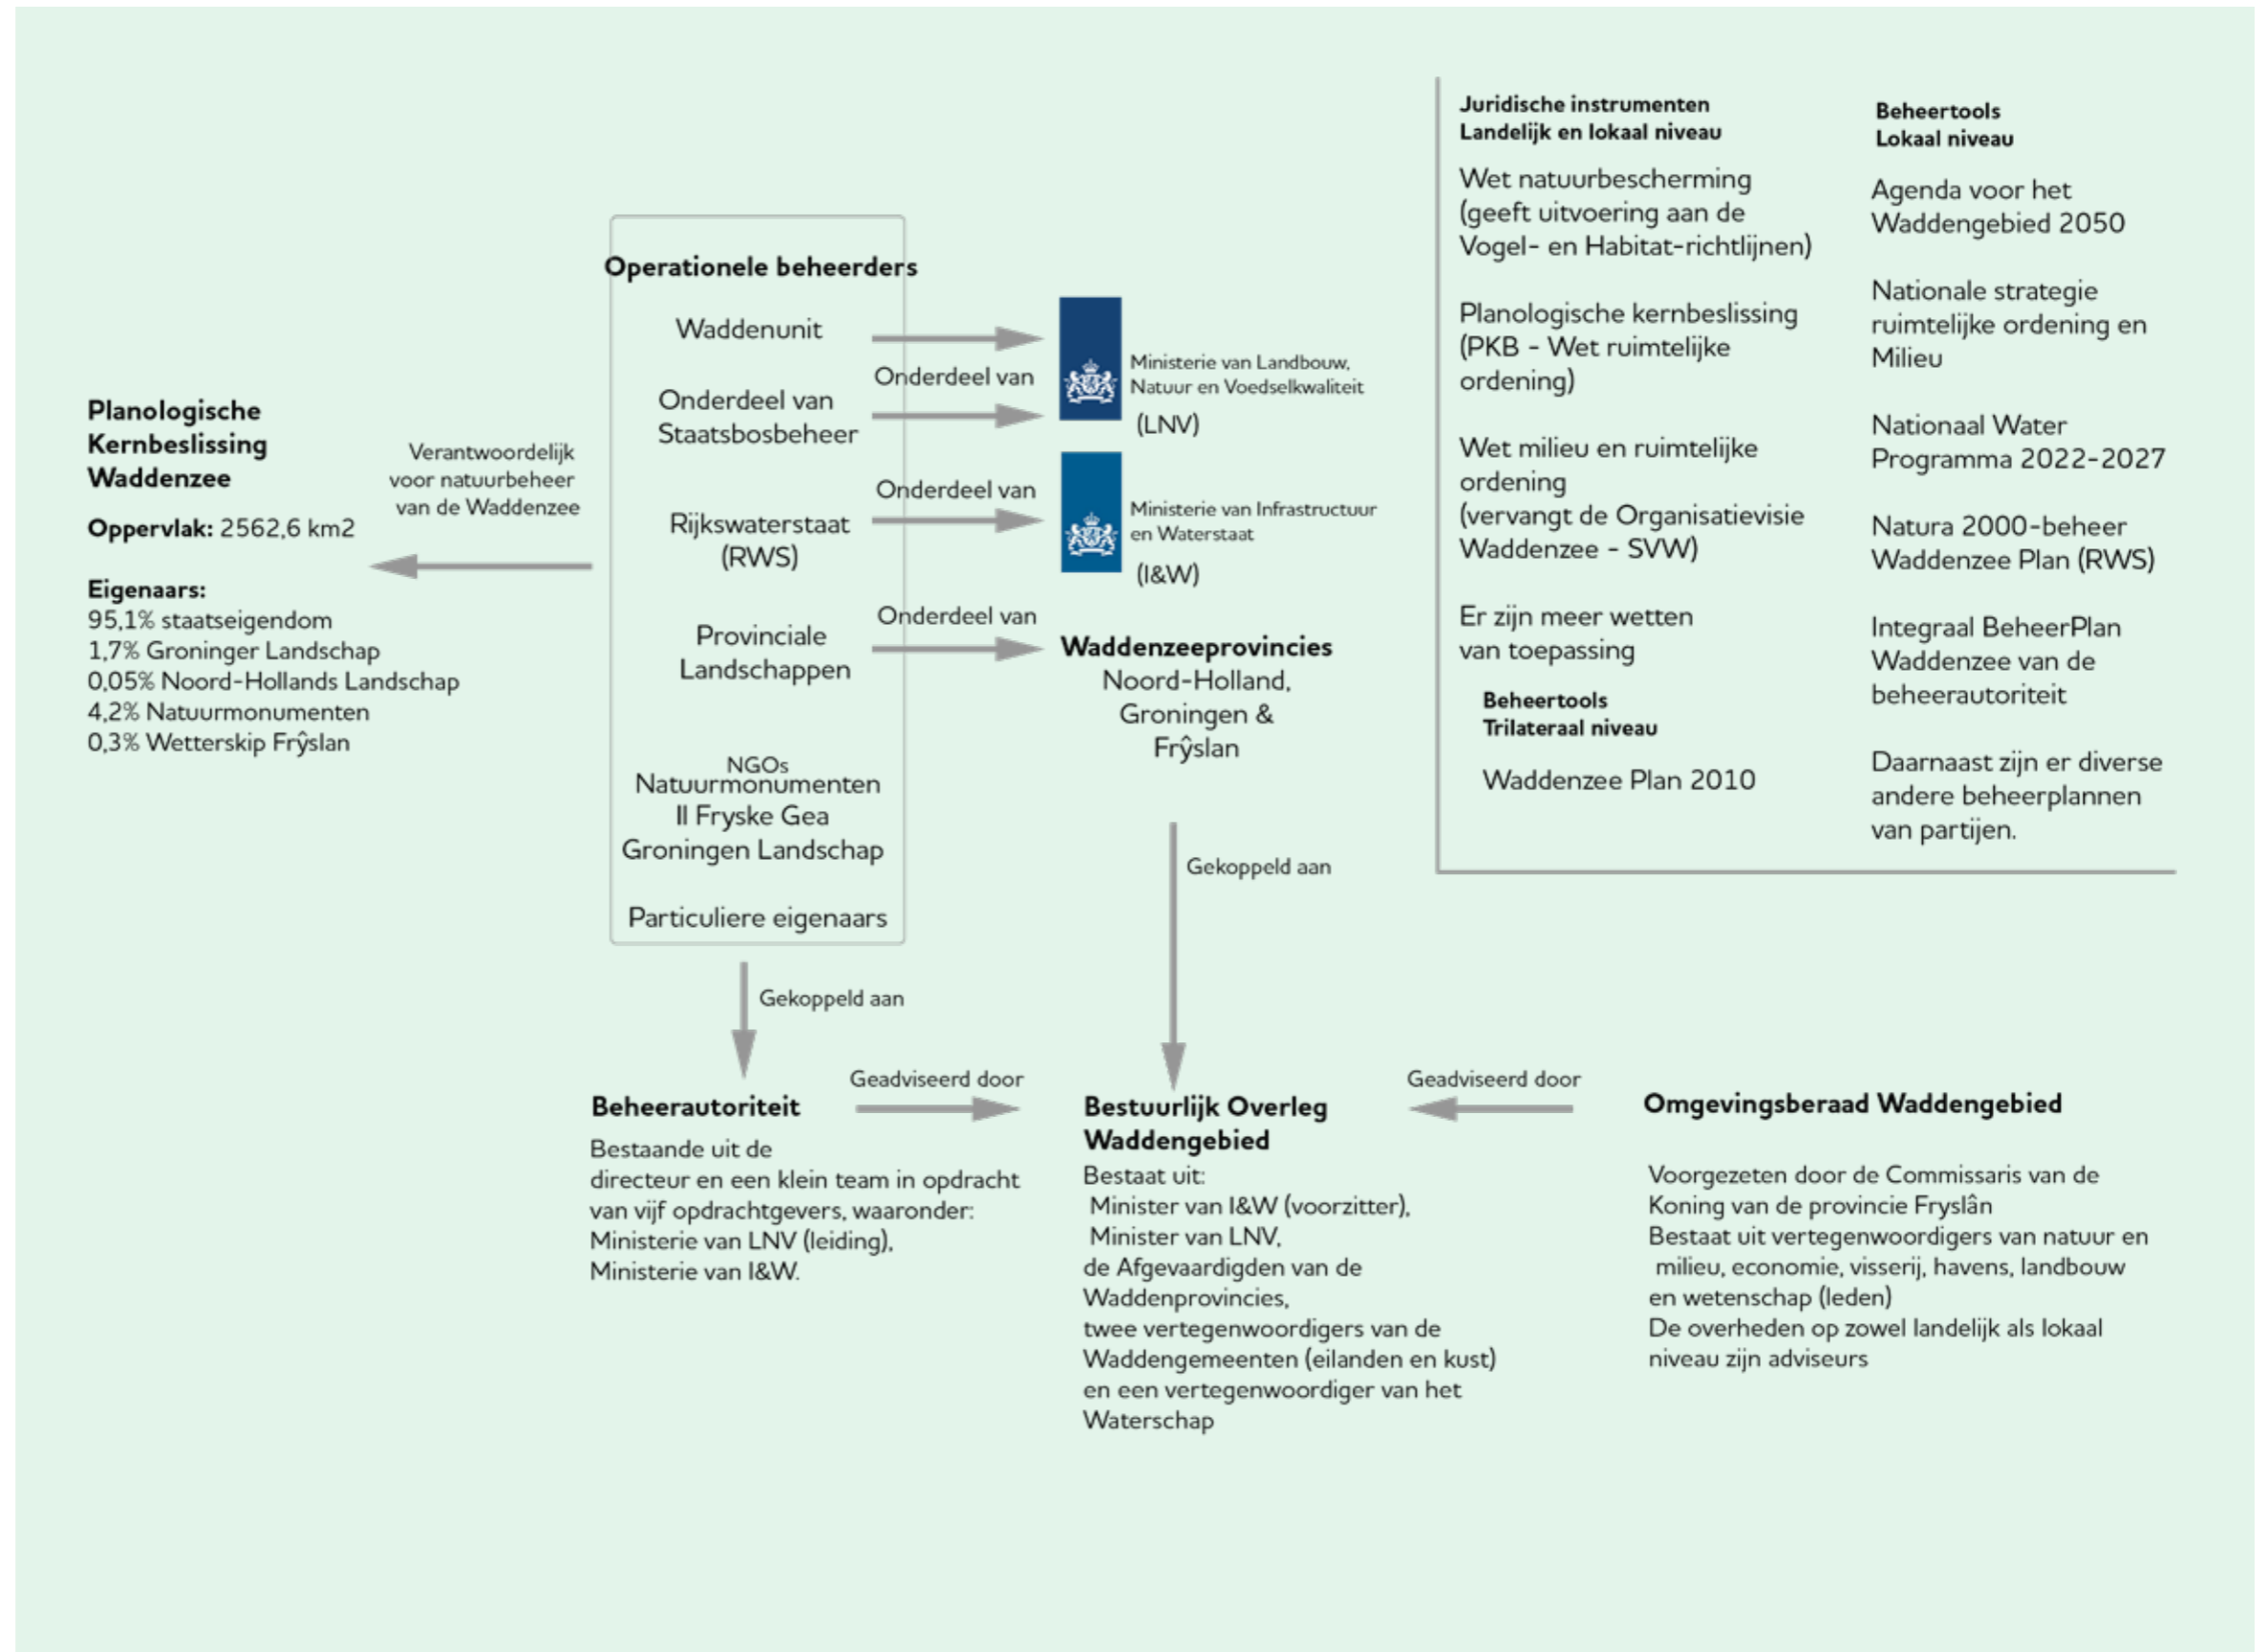 Planologische
Kernbeslissing
Waddenzee
Oppervlak: 2562,6 km2
Eigenaars:
95,1% staatseigendom
1,7% Groninger Landschap
0,05% Noord-Hollands Landschap
4,2% Natuurmonumenten
0,3% Wetterskip Frŷslan
Verantwoordelijk
voor natuurbeheer
van de Waddenzee
Operationele beheerders
Waddenunit
Onderdeel van
Staatsbosbeheer
Rijkswaterstaat
(RWS)
Provinciale
Landschappen
NGOs
Natuurmonumenten
Il Fryske Gea
Groningen Landschap
Particuliere eigenaars
Onderdeel van
Ministerie van Landbouw,
Natuur en Voedselkwaliteit
(LNV)
Onderdeel van
Ministerie van Infrastructuur
en Waterstaat
(I&W)
Onderdeel van
Waddenzeeprovincies
Noord-Holland,
Groningen &
Frŷslan
Gekoppeld aan
Gekoppeld aan
Beheerautoriteit
Bestaande uit de
directeur en een klein team in opdracht
van vijf opdrachtgevers, waaronder:
Ministerie van LNV (leiding),
Ministerie van I&W.
Geadviseerd door
Bestuurlijk Overleg
Waddengebied
Bestaat uit:
Minister van I&W (voorzitter),
Minister van LNV,
de Afgevaardigden van de
Waddenprovincies,
twee vertegenwoordigers van de
Waddengemeenten (eilanden en kust)
en een vertegenwoordiger van het
Waterschap
Geadviseerd door
Omgevingsberaad Waddengebied
Voorgezeten door de Commissaris van de
Koning van de provincie Fryslân
Bestaat uit vertegenwoordigers van natuur en
milieu, economie, visserij, havens, landbouw
en wetenschap (leden)
De overheden op zowel landelijk als lokaal
niveau zijn adviseurs
Juridische instrumenten
Landelijk en lokaal niveau
Wet natuurbescherming
(geeft uitvoering aan de
Vogel- en Habitat-richtlijnen)
Planologische kernbeslissing
(PKB - Wet ruimtelijke
ordening)
Wet milieu en ruimtelijke
ordening
(vervangt de Organisatievisie
Waddenzee - SVW)
Er zijn meer wetten
van toepassing
Beheertools
Trilateraal niveau
Waddenzee Plan 2010
Beheertools
Lokaal niveau
Agenda voor het
Waddengebied 2050
Nationale strategie
ruimtelijke ordening en
Milieu
Nationaal Water
Programma 2022-2027
Natura 2000-beheer
Waddenzee Plan (RWS)
Integraal BeheerPlan
Waddenzee van de
beheerautoriteit
Daarnaast zijn er diverse
andere beheerplannen
van partijen.